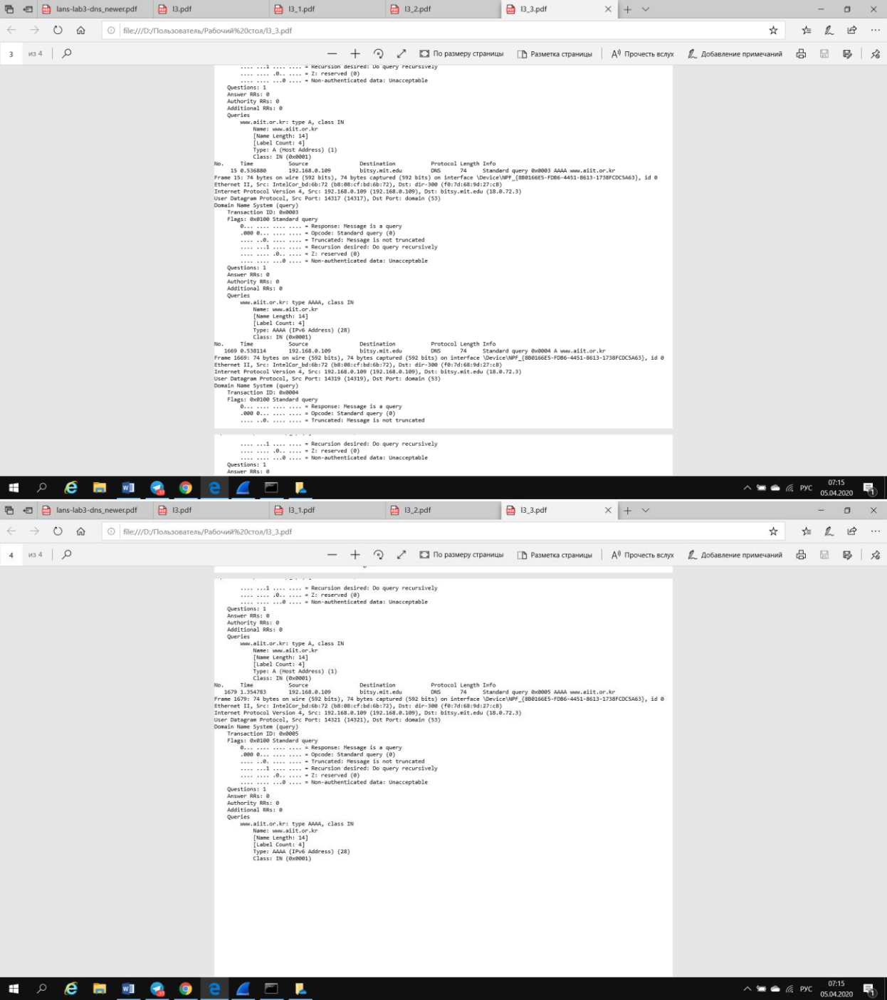 lans-lab3-dns_newer.pdf l3.pdf l3_1.pdf l3_2.pdf l3_3.pdf
file:///D:/Пользователь/Рабочий%20стол/l3_3.pdf
3 из 4 По размеру страницы Разметка страницы Прочесть вслух Добавление примечаний
.... ...1 .... .... = Recursion desired: Do query recursively
.... .... .0.. .... = Z: reserved (0)
.... .... ...0 .... = Non-authenticated data: Unacceptable
Questions: 1
Answer RRs: 0
Authority RRs: 0
Additional RRs: 0
Queries
www.aiit.or.kr: type A, class IN
Name: www.aiit.or.kr
[Name Length: 14]
[Label Count: 4]
Type: A (Host Address) (1)
Class: IN (0x0001)
No. Time Source Destination Protocol Length Info
15 0.536880 192.168.0.109 bitsy.mit.edu DNS 74 Standard query 0x0003 AAAA www.aiit.or.kr
Frame 15: 74 bytes on wire (592 bits), 74 bytes captured (592 bits) on interface \Device\NPF_{8B0166E5-FDB6-4451-8613-1738FCDC5A63}, id 0
Ethernet II, Src: IntelCor_bd:6b:72 (b8:08:cf:bd:6b:72), Dst: dir-300 (f0:7d:68:9d:27:c8)
Internet Protocol Version 4, Src: 192.168.0.109 (192.168.0.109), Dst: bitsy.mit.edu (18.0.72.3)
User Datagram Protocol, Src Port: 14317 (14317), Dst Port: domain (53)
Domain Name System (query)
Transaction ID: 0x0003
Flags: 0x0100 Standard query
0... .... .... .... = Response: Message is a query
.000 0... .... .... = Opcode: Standard query (0)
.... ..0. .... .... = Truncated: Message is not truncated
.... ...1 .... .... = Recursion desired: Do query recursively
.... .... .0.. .... = Z: reserved (0)
.... .... ...0 .... = Non-authenticated data: Unacceptable
Questions: 1
Answer RRs: 0
Authority RRs: 0
Additional RRs: 0
Queries
www.aiit.or.kr: type AAAA, class IN
Name: www.aiit.or.kr
[Name Length: 14]
[Label Count: 4]
Type: AAAA (IPv6 Address) (28)
Class: IN (0x0001)
No. Time Source Destination Protocol Length Info
1669 0.538114 192.168.0.109 bitsy.mit.edu DNS 74 Standard query 0x0004 A www.aiit.or.kr
Frame 1669: 74 bytes on wire (592 bits), 74 bytes captured (592 bits) on interface \Device\NPF_{8B0166E5-FDB6-4451-8613-1738FCDC5A63}, id 0
Ethernet II, Src: IntelCor_bd:6b:72 (b8:08:cf:bd:6b:72), Dst: dir-300 (f0:7d:68:9d:27:c8)
Internet Protocol Version 4, Src: 192.168.0.109 (192.168.0.109), Dst: bitsy.mit.edu (18.0.72.3)
User Datagram Protocol, Src Port: 14319 (14319), Dst Port: domain (53)
Domain Name System (query)
Transaction ID: 0x0004
Flags: 0x0100 Standard query
0... .... .... .... = Response: Message is a query
.000 0... .... .... = Opcode: Standard query (0)
.... ..0. .... .... = Truncated: Message is not truncated
.... ...1 .... .... = Recursion desired: Do query recursively
.... .... .0.. .... = Z: reserved (0)
.... .... ...0 .... = Non-authenticated data: Unacceptable
Questions: 1
Answer RRs: 0
РУС 07:15
05.04.2020
lans-lab3-dns_newer.pdf l3.pdf l3_1.pdf l3_2.pdf l3_3.pdf
file:///D:/Пользователь/Рабочий%20стол/l3_3.pdf
4 из 4 По размеру страницы Разметка страницы Прочесть вслух Добавление примечаний
.... ...1 .... .... = Recursion desired: Do query recursively
.... .... .0.. .... = Z: reserved (0)
.... .... ...0 .... = Non-authenticated data: Unacceptable
Questions: 1
Answer RRs: 0
Authority RRs: 0
Additional RRs: 0
Queries
www.aiit.or.kr: type A, class IN
Name: www.aiit.or.kr
[Name Length: 14]
[Label Count: 4]
Type: A (Host Address) (1)
Class: IN (0x0001)
No. Time Source Destination Protocol Length Info
1679 1.354783 192.168.0.109 bitsy.mit.edu DNS 74 Standard query 0x0005 AAAA www.aiit.or.kr
Frame 1679: 74 bytes on wire (592 bits), 74 bytes captured (592 bits) on interface \Device\NPF_{8B0166E5-FDB6-4451-8613-1738FCDC5A63}, id 0
Ethernet II, Src: IntelCor_bd:6b:72 (b8:08:cf:bd:6b:72), Dst: dir-300 (f0:7d:68:9d:27:c8)
Internet Protocol Version 4, Src: 192.168.0.109 (192.168.0.109), Dst: bitsy.mit.edu (18.0.72.3)
User Datagram Protocol, Src Port: 14321 (14321), Dst Port: domain (53)
Domain Name System (query)
Transaction ID: 0x0005
Flags: 0x0100 Standard query
0... .... .... .... = Response: Message is a query
.000 0... .... .... = Opcode: Standard query (0)
.... ..0. .... .... = Truncated: Message is not truncated
.... ...1 .... .... = Recursion desired: Do query recursively
.... .... .0.. .... = Z: reserved (0)
.... .... ...0 .... = Non-authenticated data: Unacceptable
Questions: 1
Answer RRs: 0
Authority RRs: 0
Additional RRs: 0
Queries
www.aiit.or.kr: type AAAA, class IN
Name: www.aiit.or.kr
[Name Length: 14]
[Label Count: 4]
Type: AAAA (IPv6 Address) (28)
Class: IN (0x0001)
РУС 07:15
05.04.2020